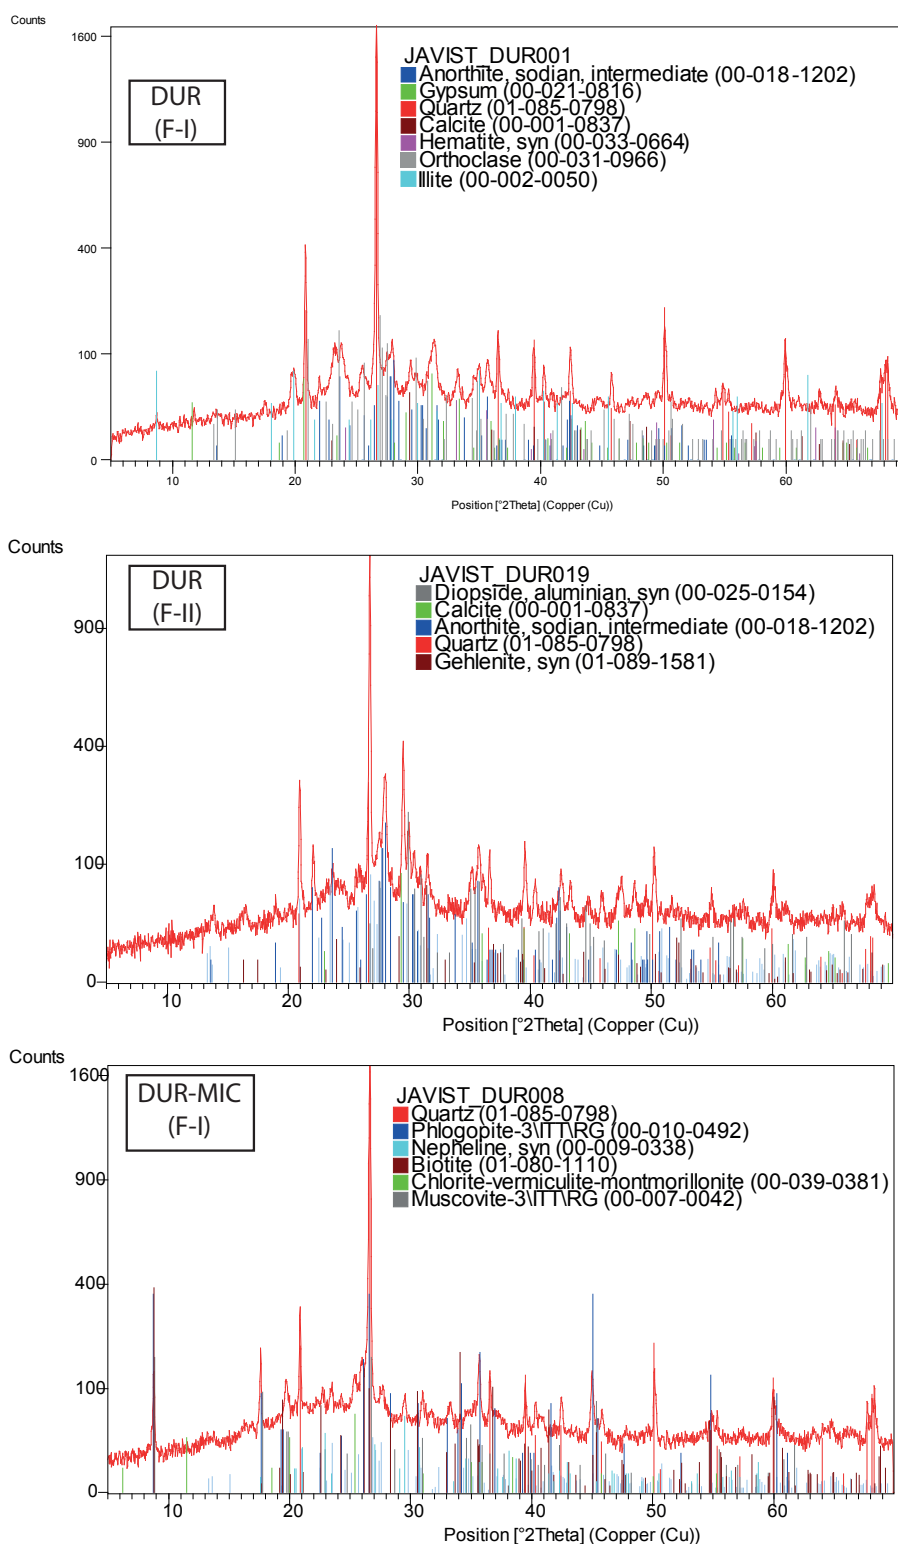 Counts
1600
900
400
100
0
DUR
(F-I)
JAVIST_DUR001
Anorthite, sodian, intermediate (00-018-1202)
Gypsum (00-021-0816)
Quartz (01-085-0798)
Calcite (00-001-0837)
Hematite, syn (00-033-0664)
Orthoclase (00-031-0966)
Illite (00-002-0050)
10 20 30 40 50 60
Position [°2Theta] (Copper (Cu))
Counts
900
400
100
0
DUR
(F-II)
JAVIST_DUR019
Diopside, aluminian, syn (00-025-0154)
Calcite (00-001-0837)
Anorthite, sodian, intermediate (00-018-1202)
Quartz (01-085-0798)
Gehlenite, syn (01-089-1581)
10 20 30 40 50 60
Position [°2Theta] (Copper (Cu))
Counts
1600
900
400
100
0
DUR-MIC
(F-I)
JAVIST_DUR008
Quartz (01-085-0798)
Phlogopite-3\ITT\RG (00-010-0492)
Nepheline, syn (00-009-0338)
Biotite (01-080-1110)
Chlorite-vermiculite-montmorillonite (00-039-0381)
Muscovite-3\ITT\RG (00-007-0042)
10 20 30 40 50 60
Position [°2Theta] (Copper (Cu))